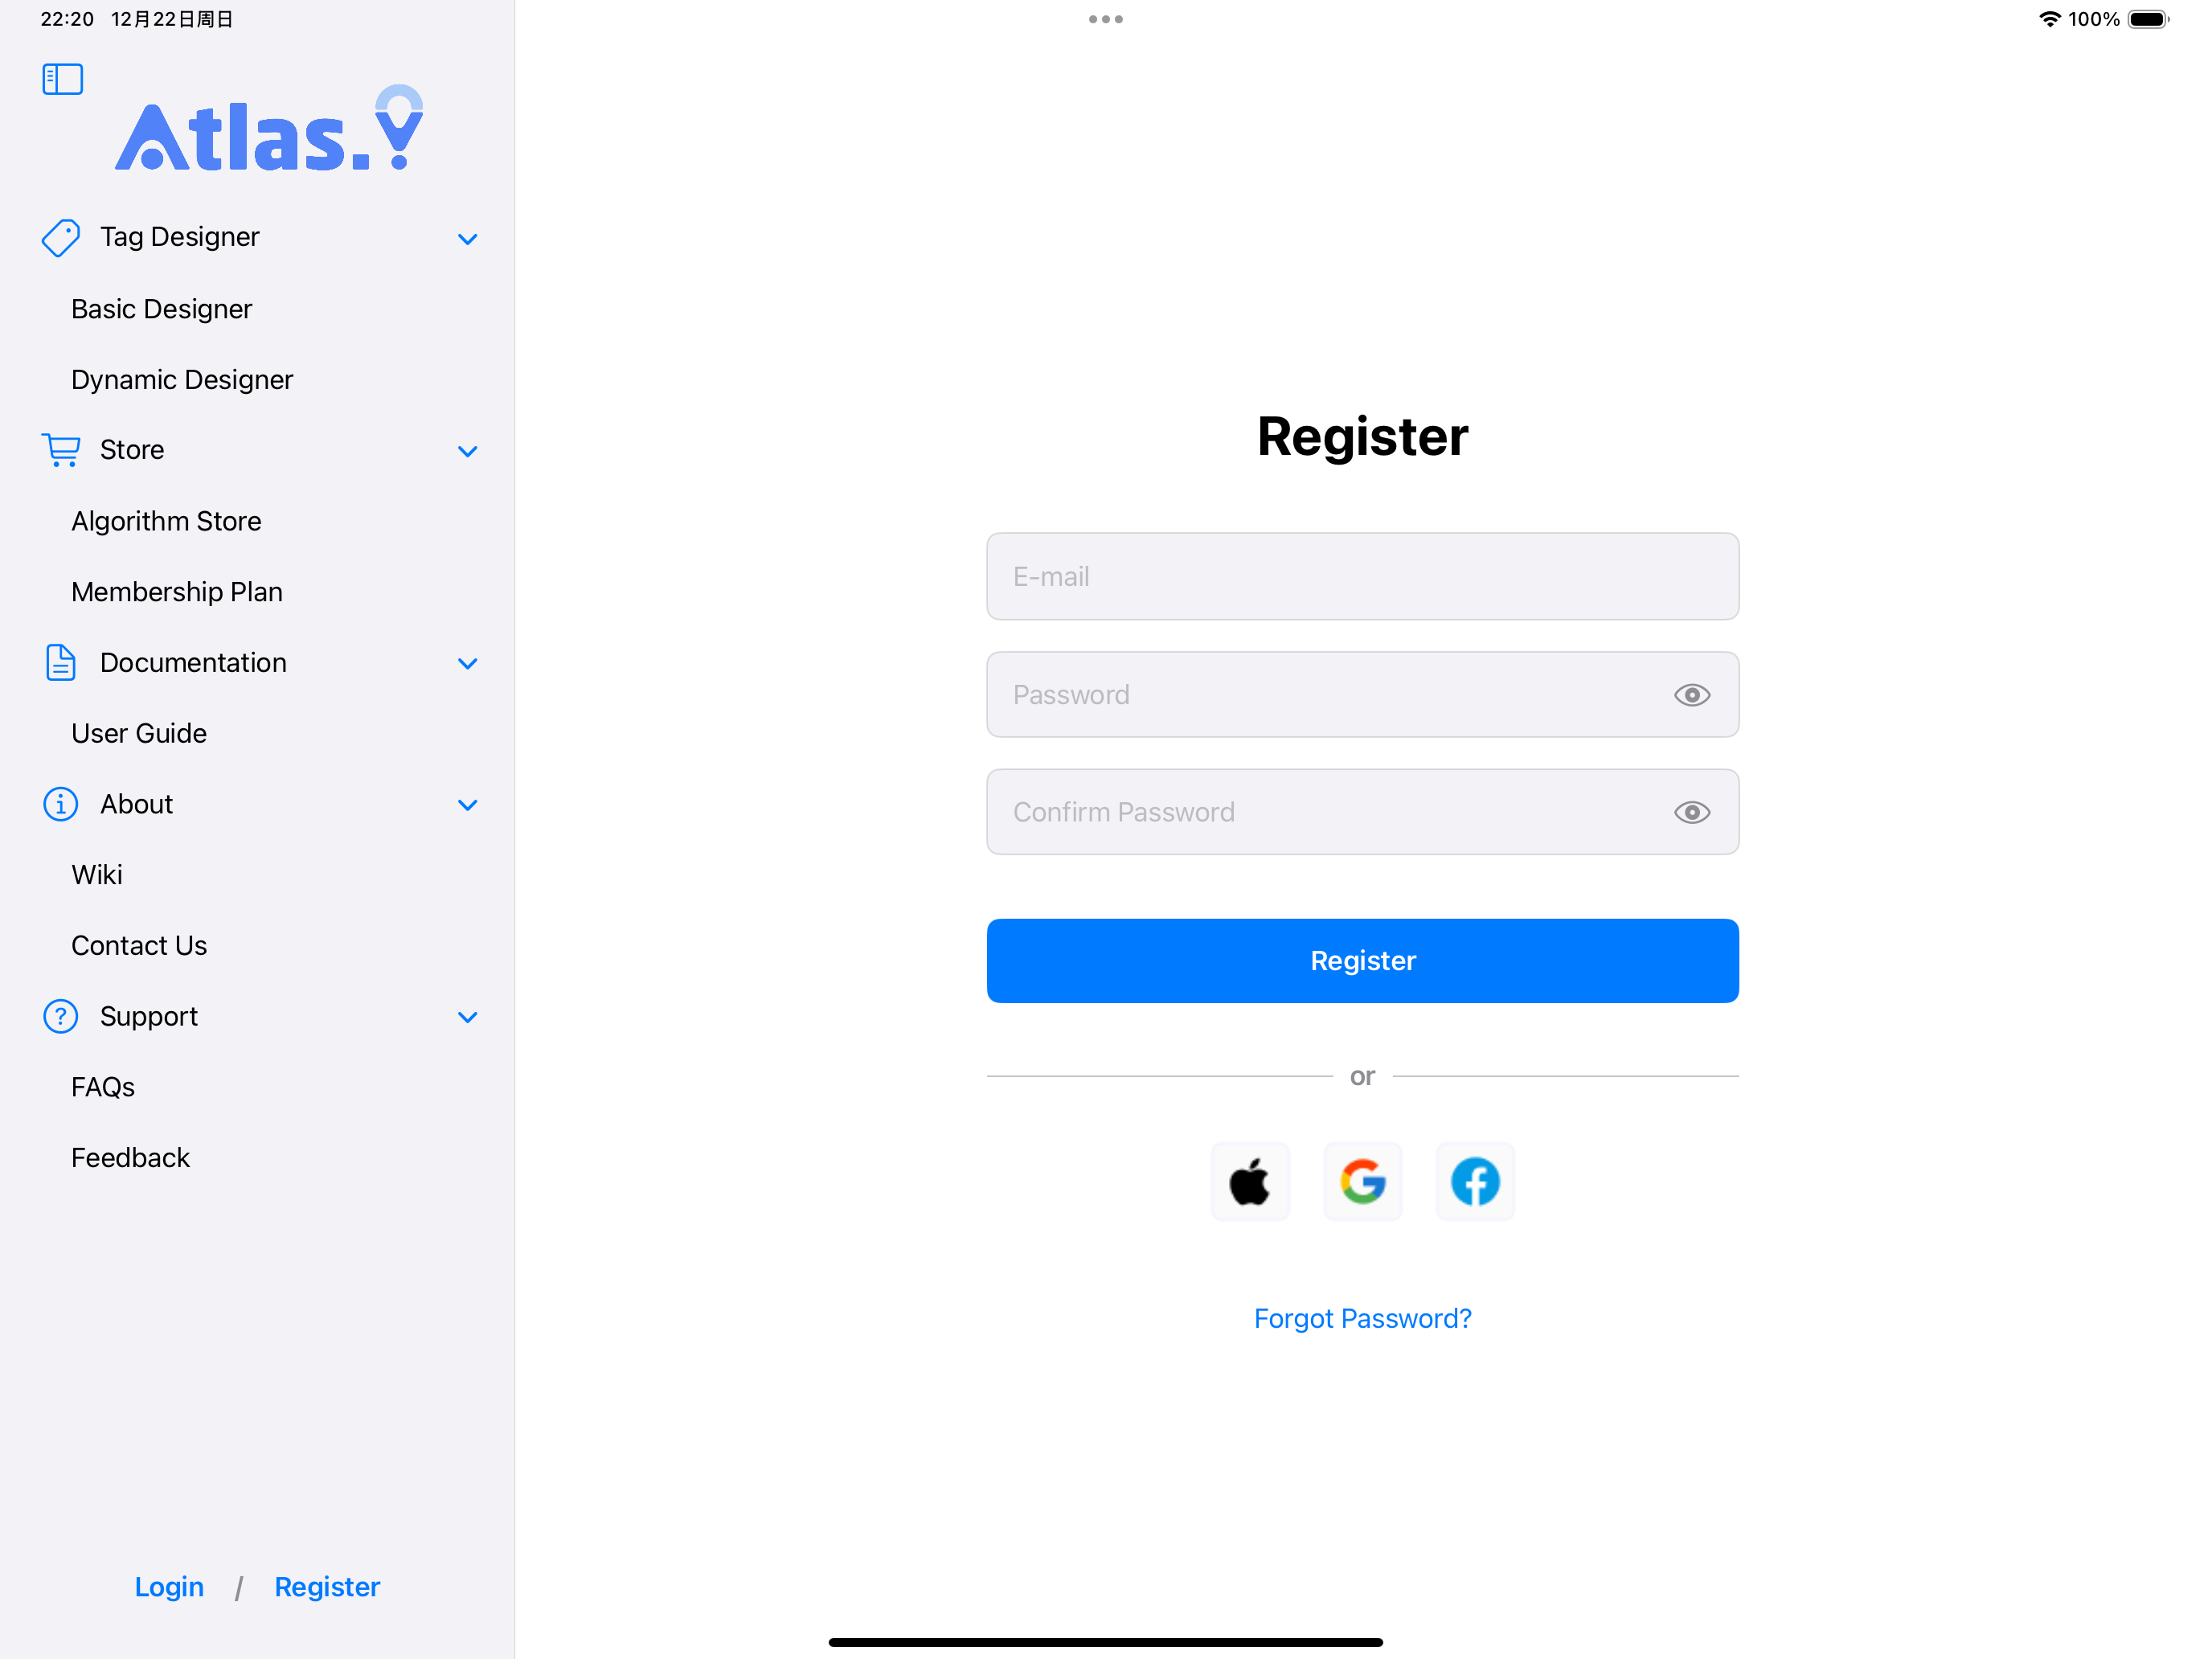 22:20 12月22日周日
100%
Atlas.
Tag Designer
Basic Designer
Dynamic Designer
Store
Algorithm Store
Membership Plan
Documentation
User Guide
About
Wiki
Contact Us
Support
FAQs
Feedback
Login / Register
Register
E-mail
Password
Confirm Password
Register
or
Forgot Password?